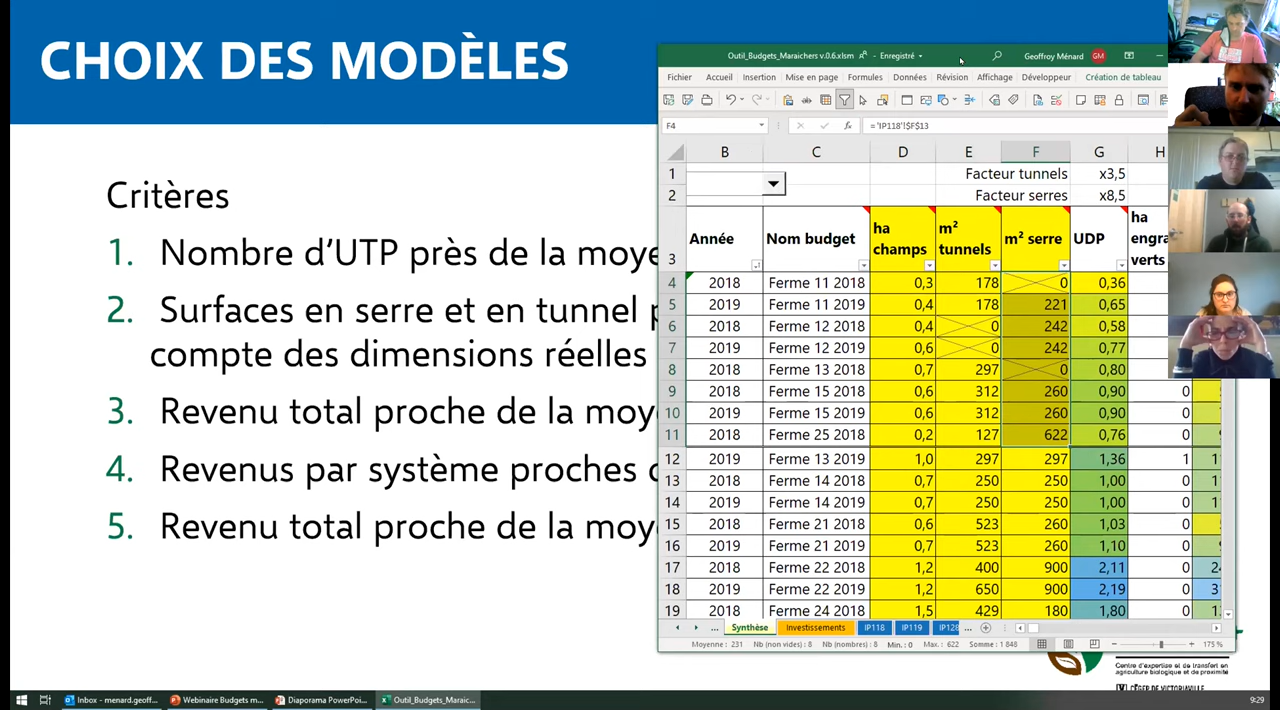 CHOIX DES MODÈLES
Critères
1. Nombre d'UTP près de la moye
2. Surfaces en serre et en tunnel p
compte des dimensions réelles
3. Revenu total proche de la moye
4. Revenus par système proches
5. Revenu total proche de la moye
Outil_Budgets_Maraichers v.0.6.xlsm - Enregistré
Geoffroy Ménard GM
Fichier Accueil Insertion Mise en page Formules Données Révision Affichage Développeur Création de tableau
F4 fx ='IP118'!$F$13
B C D E F G H
1 Facteur tunnels x3,5
2 Facteur serres x8,5
3 Année Nom budget ha champs m² tunnels m² serre UDP ha engra verts
4 2018 Ferme 11 2018 0,3 178 0 0,36
5 2019 Ferme 11 2019 0,4 178 221 0,65
6 2018 Ferme 12 2018 0,4 0 242 0,58
7 2019 Ferme 12 2019 0,6 0 242 0,77
8 2018 Ferme 13 2018 0,7 297 0 0,80
9 2018 Ferme 15 2018 0,6 312 260 0,90 0
10 2019 Ferme 15 2019 0,6 312 260 0,90 0
11 2018 Ferme 25 2018 0,2 127 622 0,76 0
12 2019 Ferme 13 2019 1,0 297 297 1,36 1
13 2018 Ferme 14 2018 0,7 250 250 1,00 0
14 2019 Ferme 14 2019 0,7 250 250 1,00 0
15 2018 Ferme 21 2018 0,6 523 260 1,03 0
16 2019 Ferme 21 2019 0,7 523 260 1,10 0
17 2018 Ferme 22 2018 1,2 400 900 2,11 0
18 2019 Ferme 22 2019 1,2 650 900 2,19 0
19 2018 Ferme 24 2018 1,5 429 180 1,80 0
... Synthèse Investissements IP118 IP119 IP128 ...
Moyenne : 231 Nb (non vides) : 8 Nb (nombres) : 8 Min. : 0 Max. : 622 Somme : 1 848 175 %
Centre d'expertise et de transfert en
agriculture biologique et de proximité
CÉGEP DE VICTORIAVILLE
Inbox - menard.geoff... Webinaire Budgets m... Diaporama PowerPoi... Outil_Budgets_Maraic... 9:29